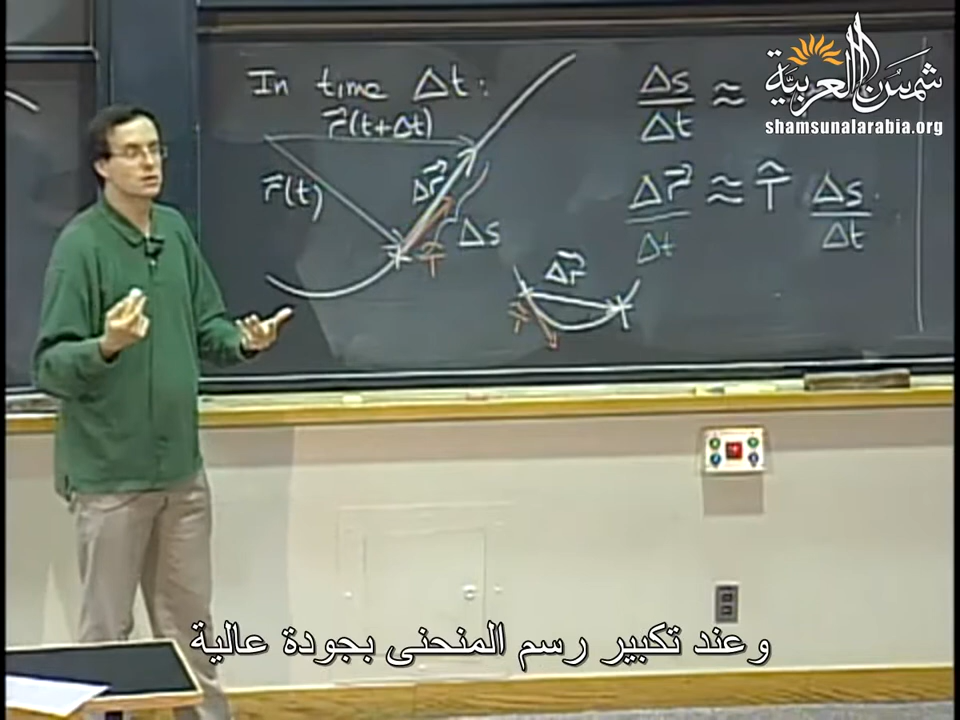 In time Δt:
r⃗(t+Δt)
r⃗(t)
Δr⃗
Δs
T̂
Δs/Δt ≈
Δr⃗/Δt ≈ T̂ Δs/Δt
Δr⃗
شمس العربية
shamsunalarabia.org
وعند تكبير رسم المنحنى بجودة عالية